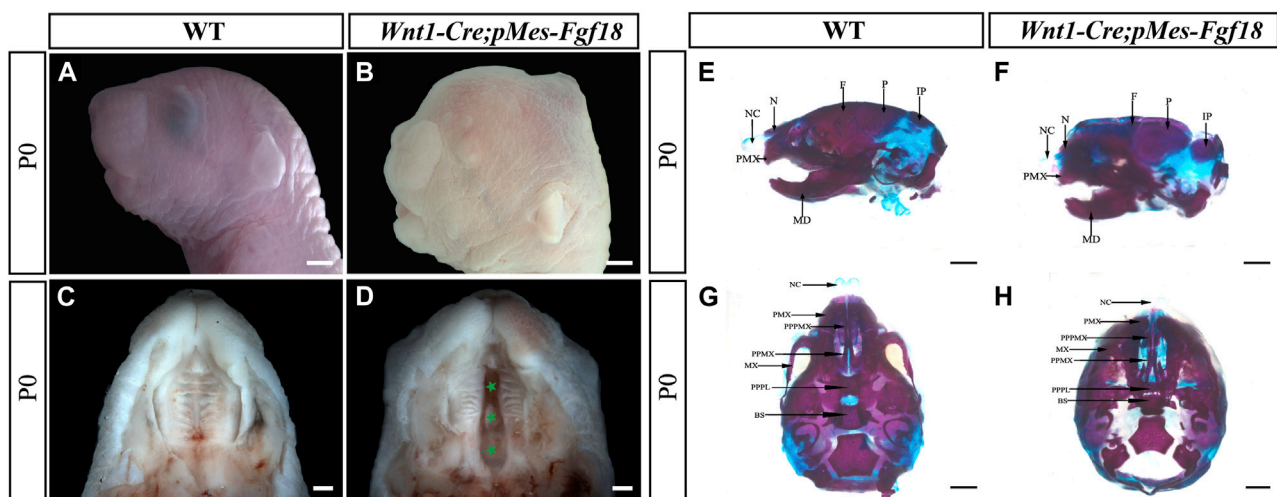 WT
Wnt1-Cre;pMes-Fgf18
WT
Wnt1-Cre;pMes-Fgf18
P0
A
B
P0
C
D
P0
E
NC
N
F
P
IP
PMX
MD
F
NC
N
F
P
IP
PMX
MD
P0
G
NC
PMX
PPPMX
PPMX
MX
PPPL
BS
H
NC
PMX
PPPMX
MX
PPMX
PPPL
BS